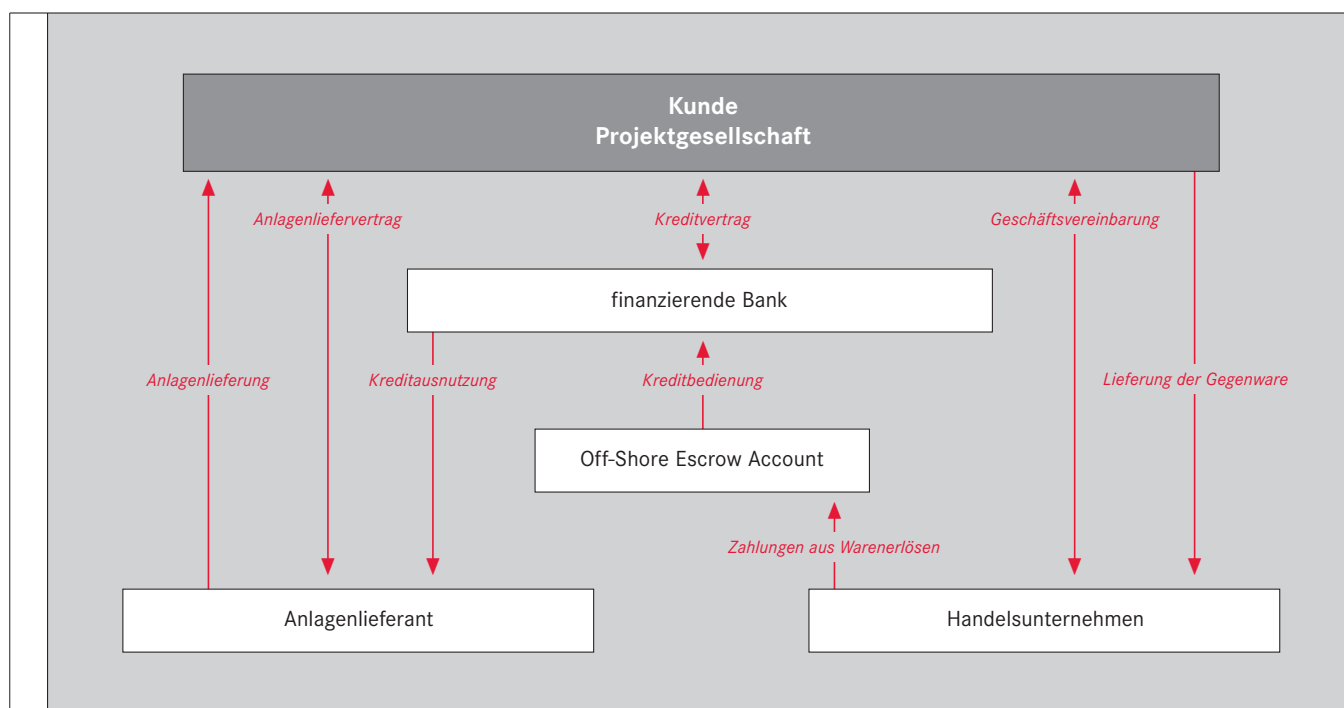 Kunde
Projektgesellschaft
Anlagenliefervertrag
Kreditvertrag
Geschäftsvereinbarung
finanzierende Bank
Anlagenlieferung
Kreditausnutzung
Kreditbedienung
Lieferung der Gegenware
Off-Shore Escrow Account
Zahlungen aus Warenerlösen
Anlagenlieferant
Handelsunternehmen